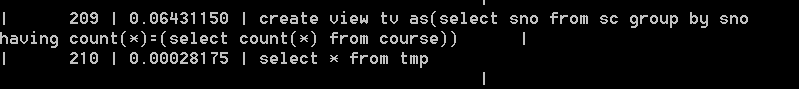 |      209 | 0.06431150 | create view tv as(select sno from sc group by sno
having count(*)=(select count(*) from course))      |
|      210 | 0.00028175 | select * from tmp
|